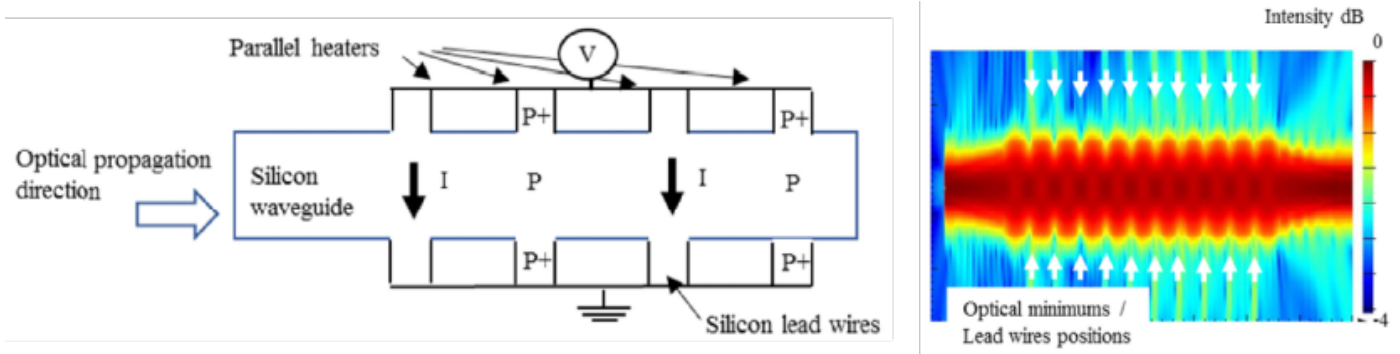 Parallel heaters
V
P+
P+
Optical propagation
direction
Silicon
waveguide
I
P
I
P
P+
P+
Silicon lead wires
Intensity dB
0
-4
Optical minimums /
Lead wires positions